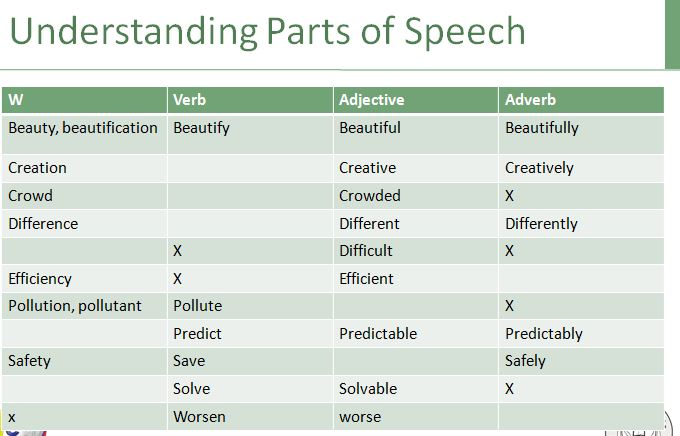 Understanding Parts of Speech
W Verb Adjective Adverb
Beauty, beautification Beautify Beautiful Beautifully
Creation Creative Creatively
Crowd Crowded X
Difference Different Differently
X Difficult X
Efficiency X Efficient
Pollution, pollutant Pollute X
Predict Predictable Predictably
Safety Save Safely
Solve Solvable X
x Worsen worse